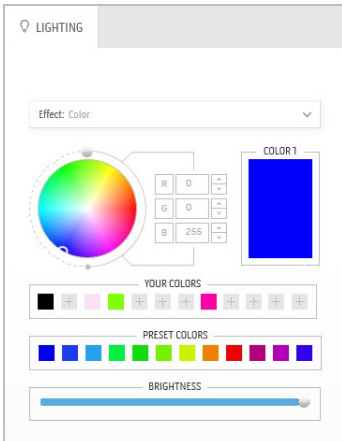 LIGHTING
Effect: Color
COLOR 1
R 0
G 0
B 255
YOUR COLORS
PRESET COLORS
BRIGHTNESS